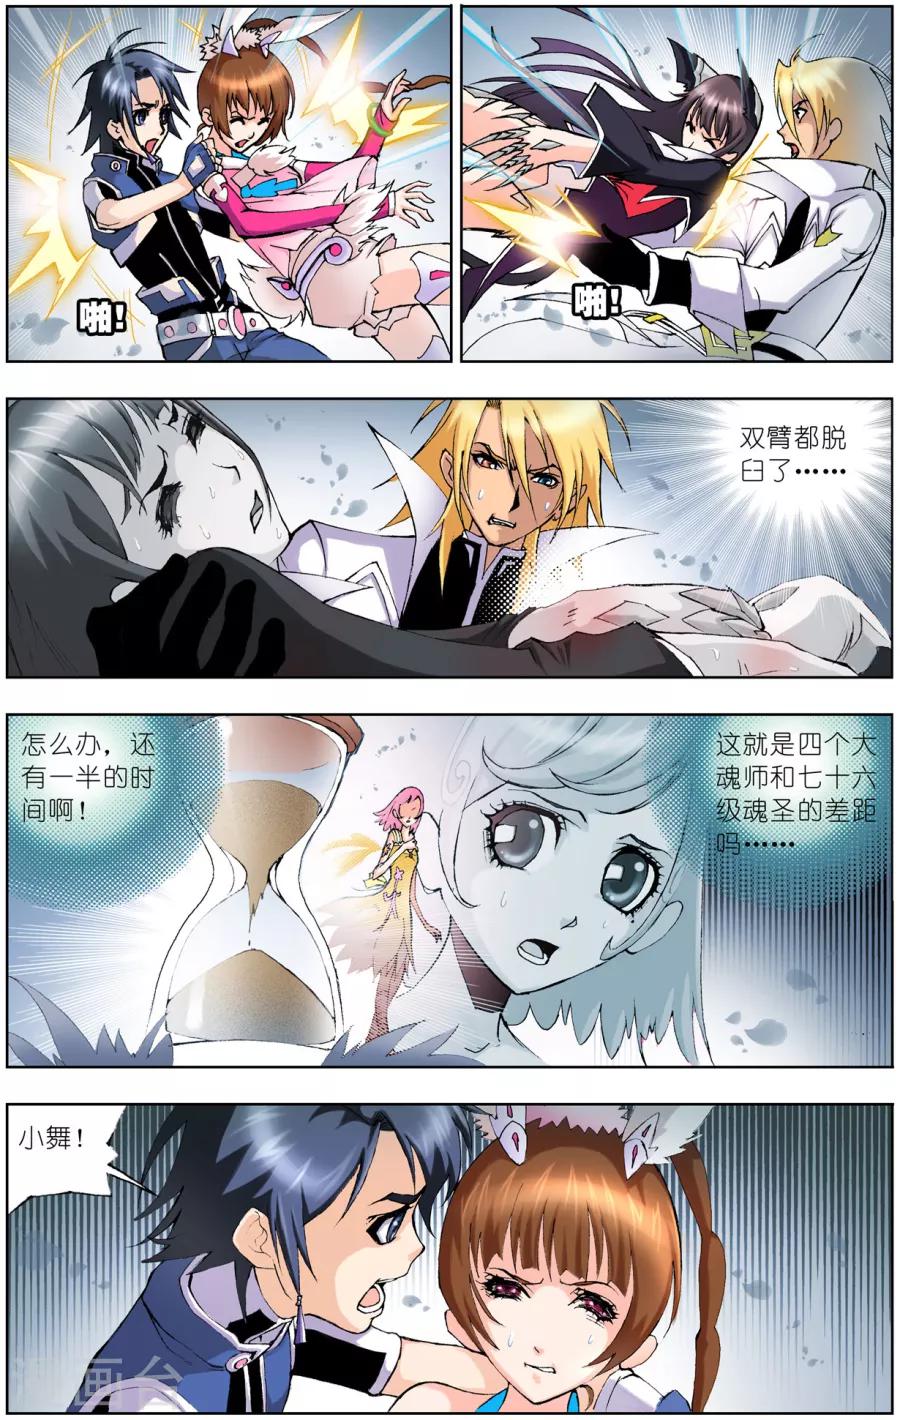 双臂都脱
臼了……
怎么办，还
有一半的时
间啊！
这就是四个大
魂师和七十六
级魂圣的差距
吗……
小舞！